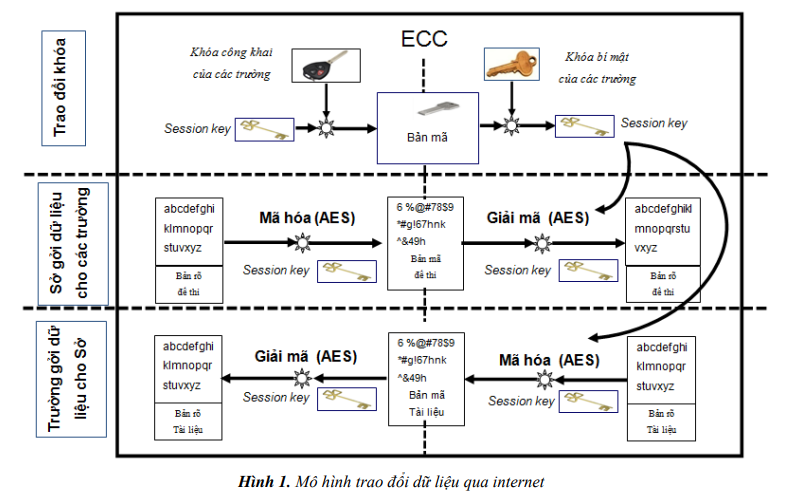 ECC
Khóa công khai
của các trường
Khóa bí mật
của các trường
Trao đổi khóa
Session key
Bản mã
Session key
Sở gởi dữ liệu
cho các trường
abcdefghi
klmnopqr
stuvxyz
Bản rõ
đề thi
Mã hóa (AES)
Session key
6 %@#78$9
*#g!67hnk
^&49h
Bản mã
đề thi
Giải mã (AES)
Session key
abcdefghikl
mnopqrstu
vxyz
Bản rõ
đề thi
Trường gởi dữ
liệu cho Sở
abcdefghi
klmnopqr
stuvxyz
Bản rõ
Tài liệu
Giải mã (AES)
Session key
6 %@#78$9
*#g!67hnk
^&49h
Bản mã
Tài liệu
Mã hóa (AES)
Session key
abcdefghi
klmnopqr
stuvxyz
Bản rõ
Tài liệu
Hình 1. Mô hình trao đổi dữ liệu qua internet